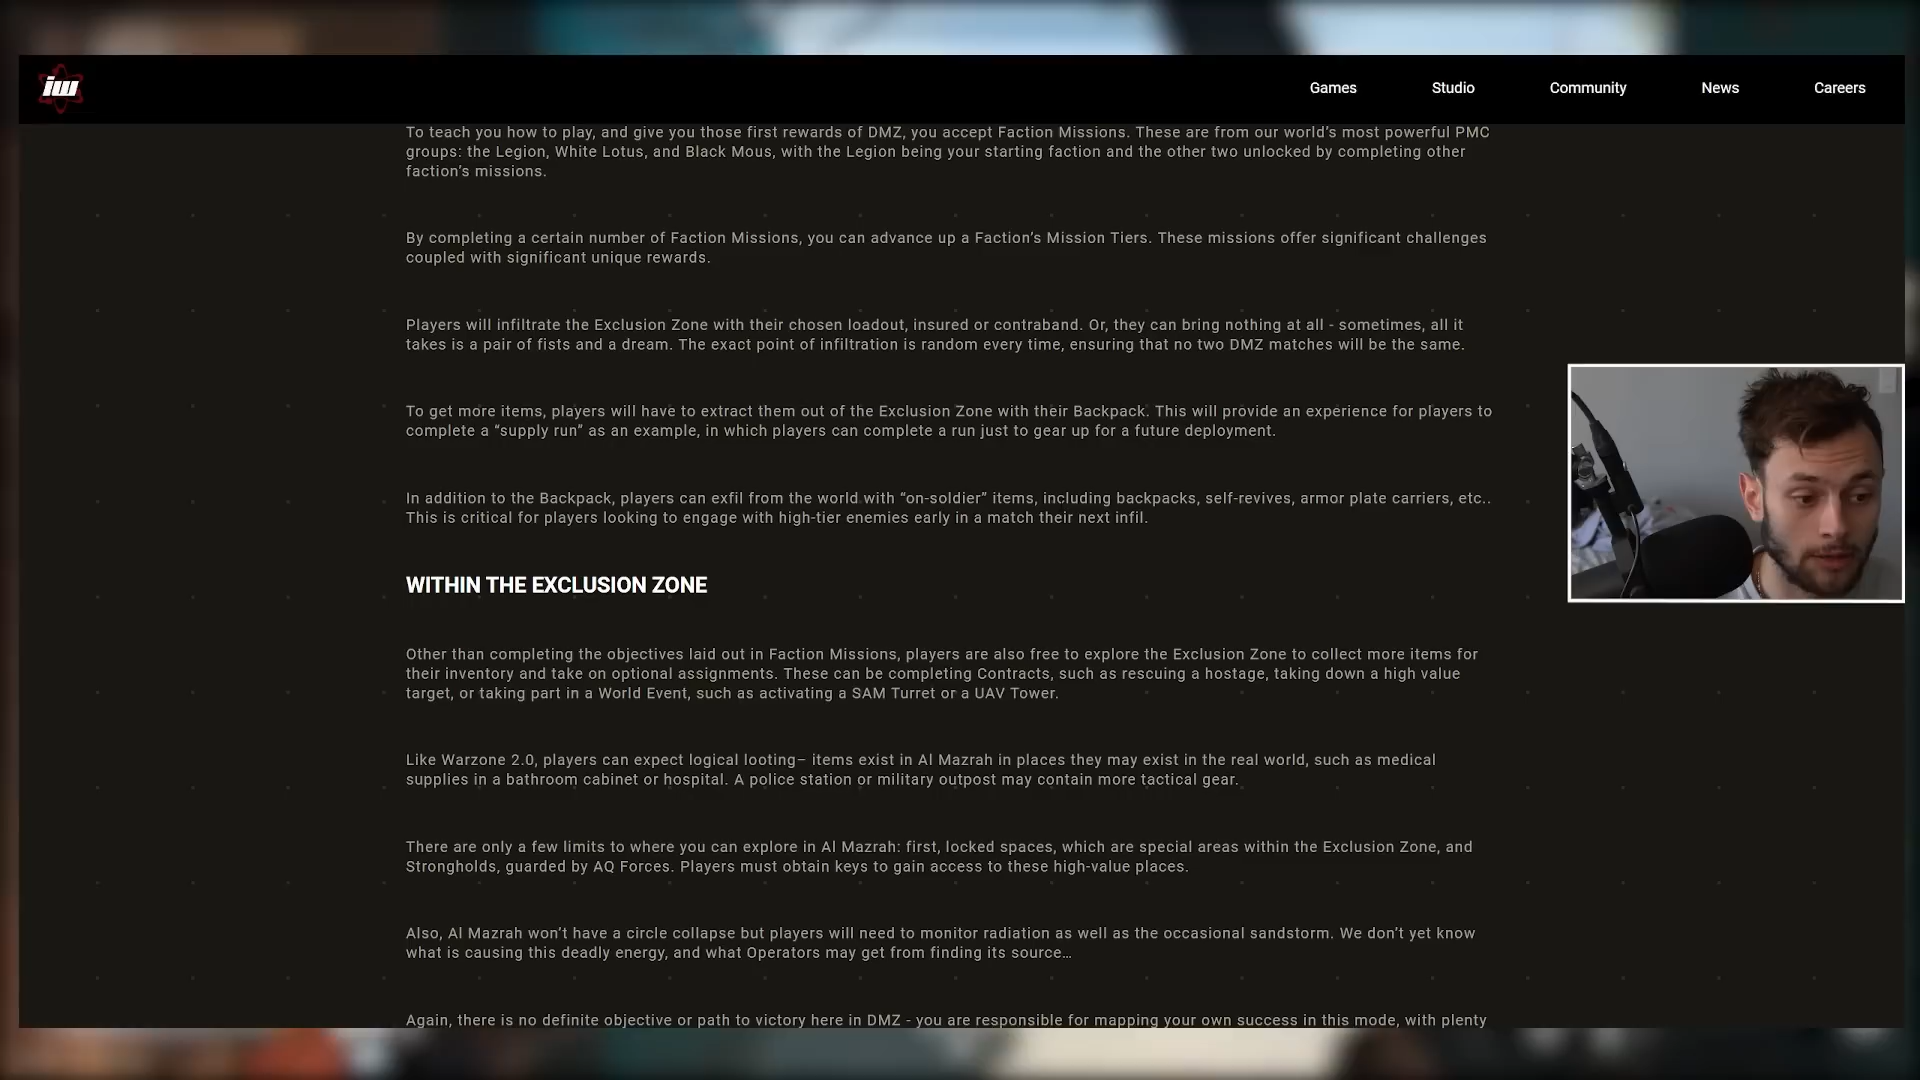 iw
Games
Studio
Community
News
Careers
To teach you how to play, and give you those first rewards of DMZ, you accept Faction Missions. These are from our world’s most powerful PMC
groups: the Legion, White Lotus, and Black Mous, with the Legion being your starting faction and the other two unlocked by completing other
faction’s missions.
By completing a certain number of Faction Missions, you can advance up a Faction’s Mission Tiers. These missions offer significant challenges
coupled with significant unique rewards.
Players will infiltrate the Exclusion Zone with their chosen loadout, insured or contraband. Or, they can bring nothing at all - sometimes, all it
takes is a pair of fists and a dream. The exact point of infiltration is random every time, ensuring that no two DMZ matches will be the same.
To get more items, players will have to extract them out of the Exclusion Zone with their Backpack. This will provide an experience for players to
complete a “supply run” as an example, in which players can complete a run just to gear up for a future deployment.
In addition to the Backpack, players can exfil from the world with “on-soldier” items, including backpacks, self-revives, armor plate carriers, etc..
This is critical for players looking to engage with high-tier enemies early in a match their next infil.
WITHIN THE EXCLUSION ZONE
Other than completing the objectives laid out in Faction Missions, players are also free to explore the Exclusion Zone to collect more items for
their inventory and take on optional assignments. These can be completing Contracts, such as rescuing a hostage, taking down a high value
target, or taking part in a World Event, such as activating a SAM Turret or a UAV Tower.
Like Warzone 2.0, players can expect logical looting– items exist in Al Mazrah in places they may exist in the real world, such as medical
supplies in a bathroom cabinet or hospital. A police station or military outpost may contain more tactical gear.
There are only a few limits to where you can explore in Al Mazrah: first, locked spaces, which are special areas within the Exclusion Zone, and
Strongholds, guarded by AQ Forces. Players must obtain keys to gain access to these high-value places.
Also, Al Mazrah won’t have a circle collapse but players will need to monitor radiation as well as the occasional sandstorm. We don’t yet know
what is causing this deadly energy, and what Operators may get from finding its source…
Again, there is no definite objective or path to victory here in DMZ - you are responsible for mapping your own success in this mode, with plenty